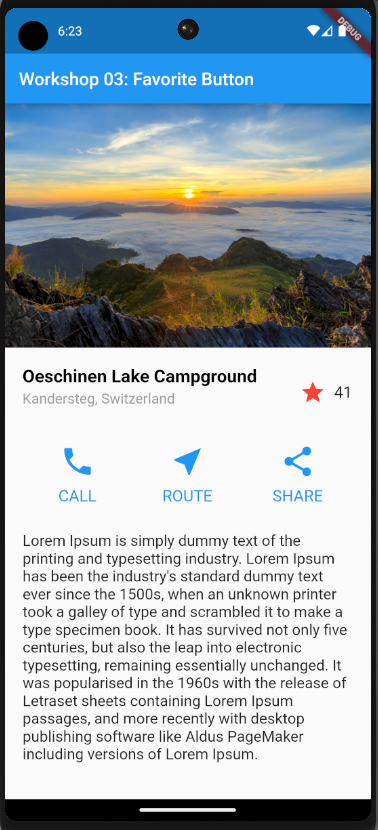 6:23
DEBUG
Workshop 03: Favorite Button
Oeschinen Lake Campground
Kandersteg, Switzerland
41
CALL ROUTE SHARE
Lorem Ipsum is simply dummy text of the
printing and typesetting industry. Lorem Ipsum
has been the industry's standard dummy text
ever since the 1500s, when an unknown printer
took a galley of type and scrambled it to make a
type specimen book. It has survived not only five
centuries, but also the leap into electronic
typesetting, remaining essentially unchanged. It
was popularised in the 1960s with the release of
Letraset sheets containing Lorem Ipsum
passages, and more recently with desktop
publishing software like Aldus PageMaker
including versions of Lorem Ipsum.